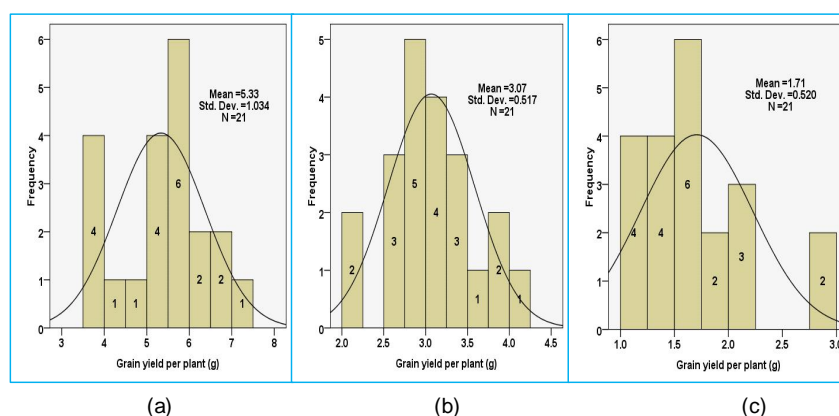 Mean =5.33
Std. Dev. =1.034
N =21
Frequency
6
5
4
3
2
1
0
4
1
1
4
6
2
2
1
3 4 5 6 7 8
Grain yield per plant (g)
(a)
Mean =3.07
Std. Dev. =0.517
N =21
Frequency
5
4
3
2
1
0
2
3
5
4
3
1
2
1
2.0 2.5 3.0 3.5 4.0 4.5
Grain yield per plant (g)
(b)
Mean =1.71
Std. Dev. =0.520
N =21
Frequency
6
5
4
3
2
1
0
4
4
6
2
3
2
1.0 1.5 2.0 2.5 3.0
Grain yield per plant (g)
(c)